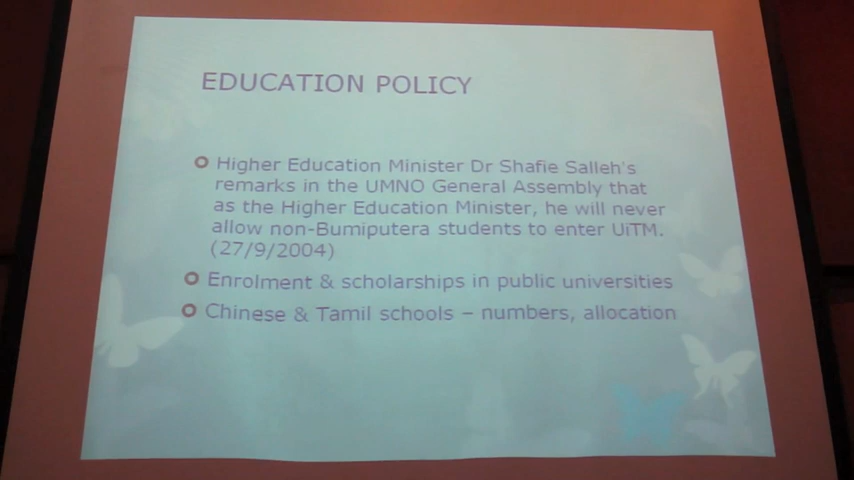 EDUCATION POLICY
Higher Education Minister Dr Shafie Salleh's
remarks in the UMNO General Assembly that
as the Higher Education Minister, he will never
allow non-Bumiputera students to enter UiTM.
(27/9/2004)
Enrolment & scholarships in public universities
Chinese & Tamil schools – numbers, allocation